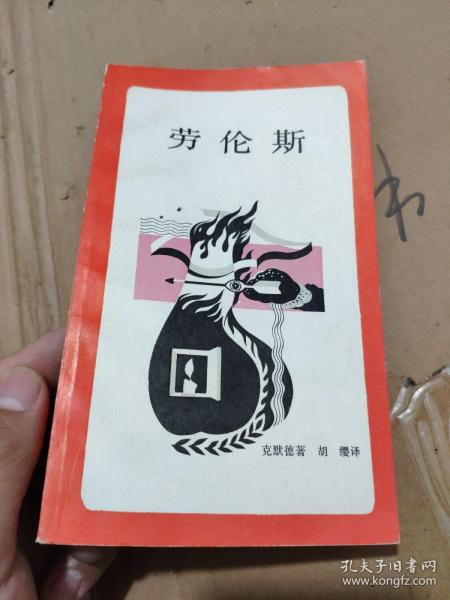 劳伦斯
书
克默德著 胡 缨译
孔夫子旧书网
www.kongfz.com